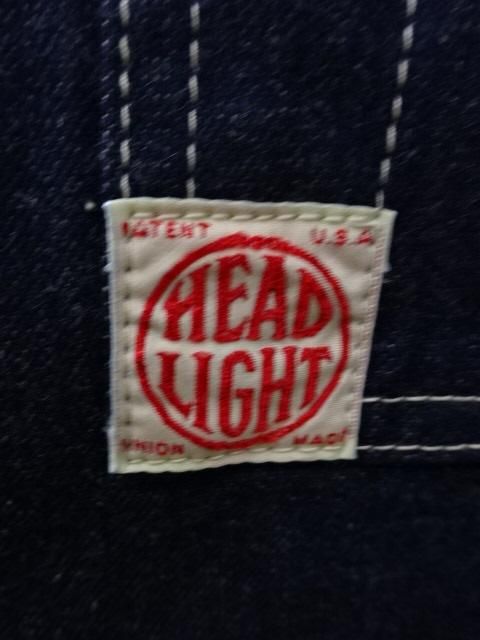 PATENT U.S.A.
HEAD
LIGHT
UNION MADE